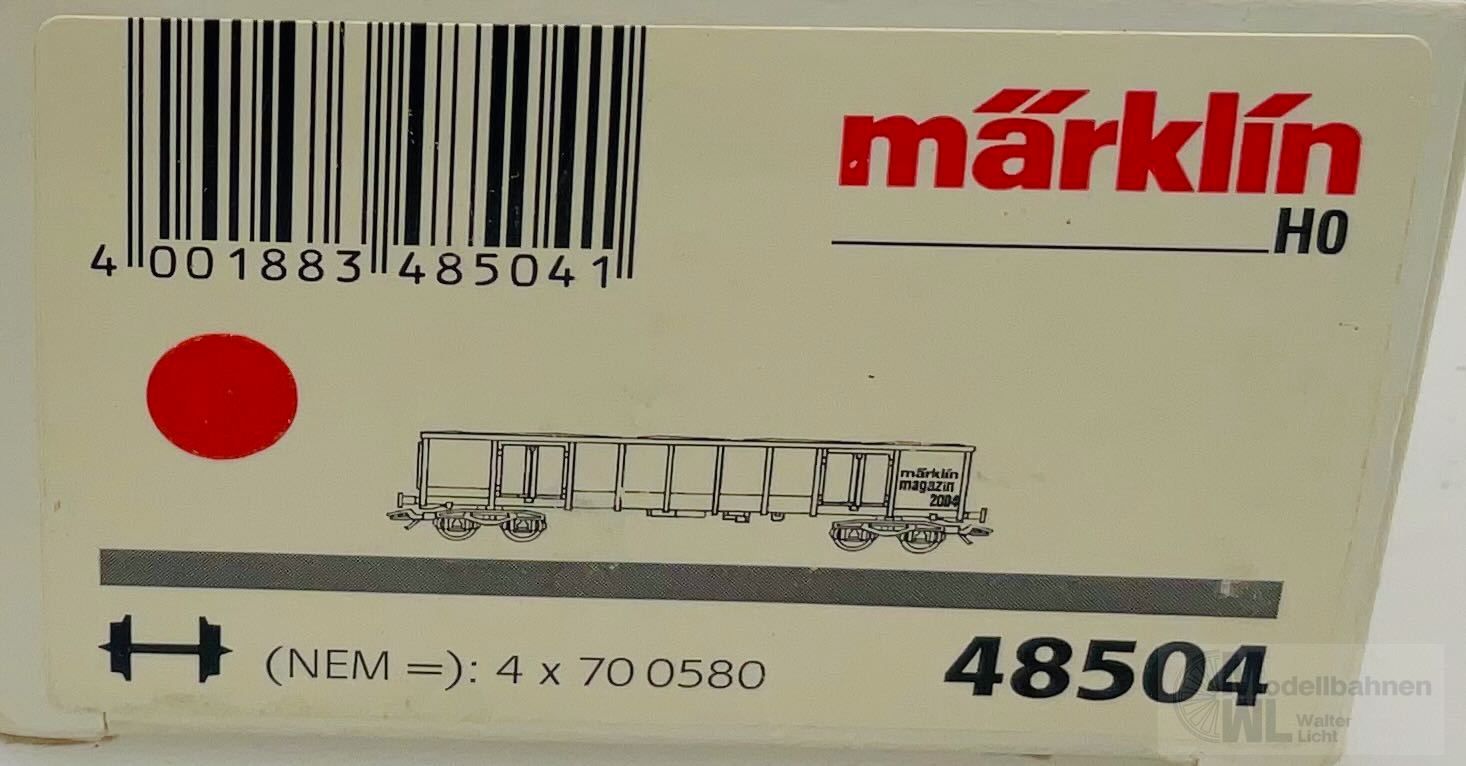 4 001883 485041
märklin
H0
märklin
magazin
2004
(NEM =): 4 x 70 0580
48504
Modellbahnen
WL Walter
Licht